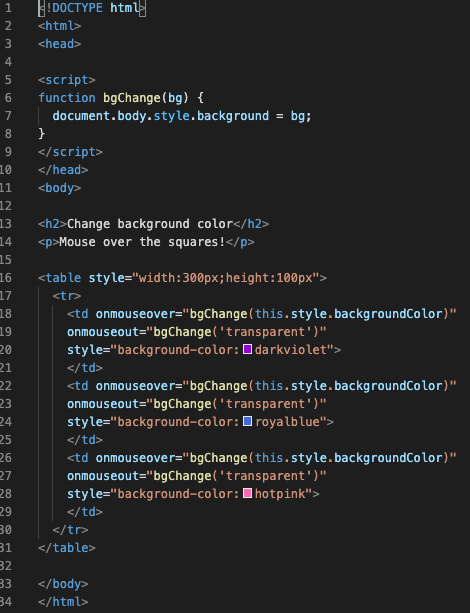 1 <!DOCTYPE html>
2 <html>
3 <head>
4
5 <script>
6 function bgChange(bg) {
7   document.body.style.background = bg;
8 }
9 </script>
10 </head>
11 <body>
12
13 <h2>Change background color</h2>
14 <p>Mouse over the squares!</p>
15
16 <table style="width:300px;height:100px">
17   <tr>
18     <td onmouseover="bgChange(this.style.backgroundColor)"
19     onmouseout="bgChange('transparent')"
20     style="background-color:darkviolet">
21     </td>
22     <td onmouseover="bgChange(this.style.backgroundColor)"
23     onmouseout="bgChange('transparent')"
24     style="background-color:royalblue">
25     </td>
26     <td onmouseover="bgChange(this.style.backgroundColor)"
27     onmouseout="bgChange('transparent')"
28     style="background-color:hotpink">
29     </td>
30   </tr>
31 </table>
32
33 </body>
34 </html>